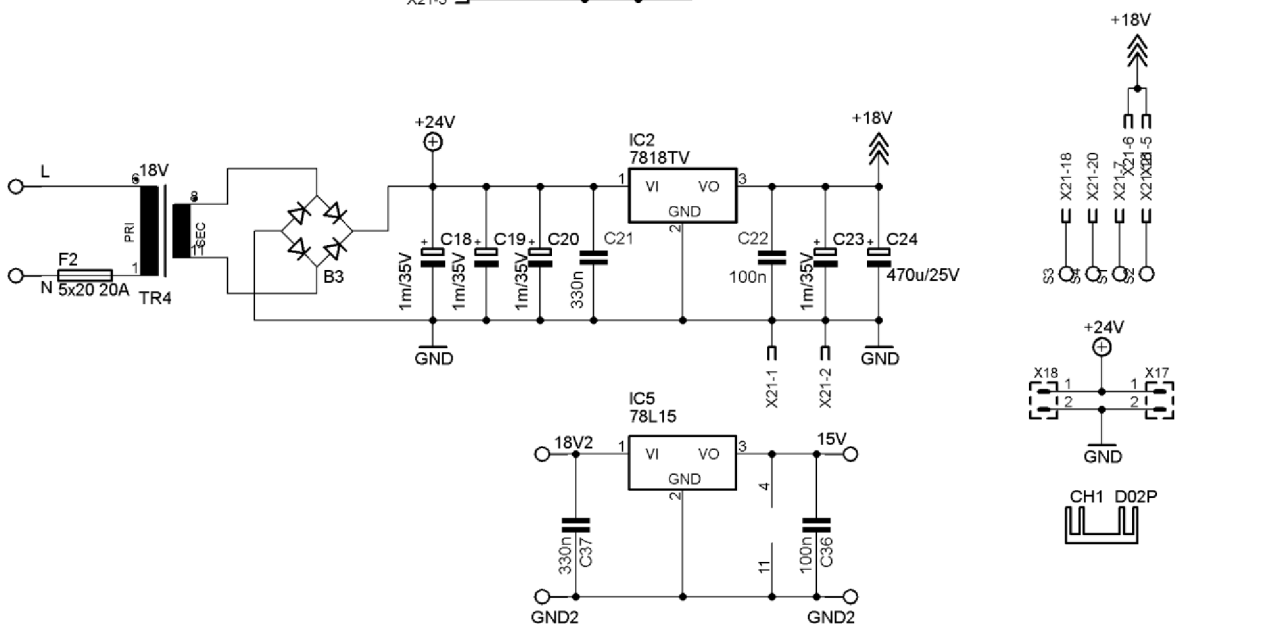 X21-3
+18V
+24V
+18V
IC2
7818TV
L
6
18V
8
1
VI
VO
3
GND
2
X21-18
X21-20
X21-7
X21-6
X21-5
PRI
SEC
1
F2
N 5x20 20A
TR4
B3
+
C18
+
C19
+
C20
C21
C22
+
C23
+
C24
1m/35V
1m/35V
1m/35V
330n
100n
1m/35V
470u/25V
S3
S4
S1
S2
GND
GND
X21-1
X21-2
+24V
X18
X17
1
1
2
2
GND
IC5
78L15
18V2
1
VI
VO
3
15V
GND
2
4
11
330n
C37
100n
C36
GND2
GND2
CH1 D02P